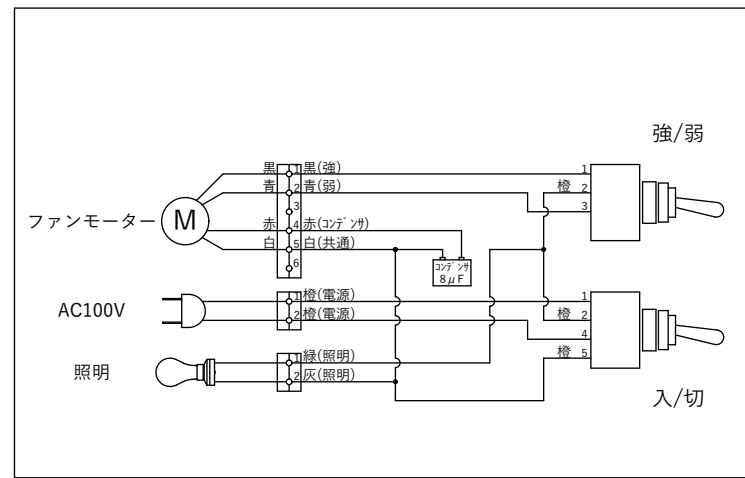 強/弱
黒 1 黒(強) 1
青 2 青(弱) 橙 2
3 3
ファンモーター M
赤 4 赤(コンデンサ)
白 5 白(共通)
6
コンデンサ
8μF
AC100V
1 橙(電源) 1
2 橙(電源) 橙 2
4
照明
1 緑(照明) 橙 5
2 灰(照明)
入/切